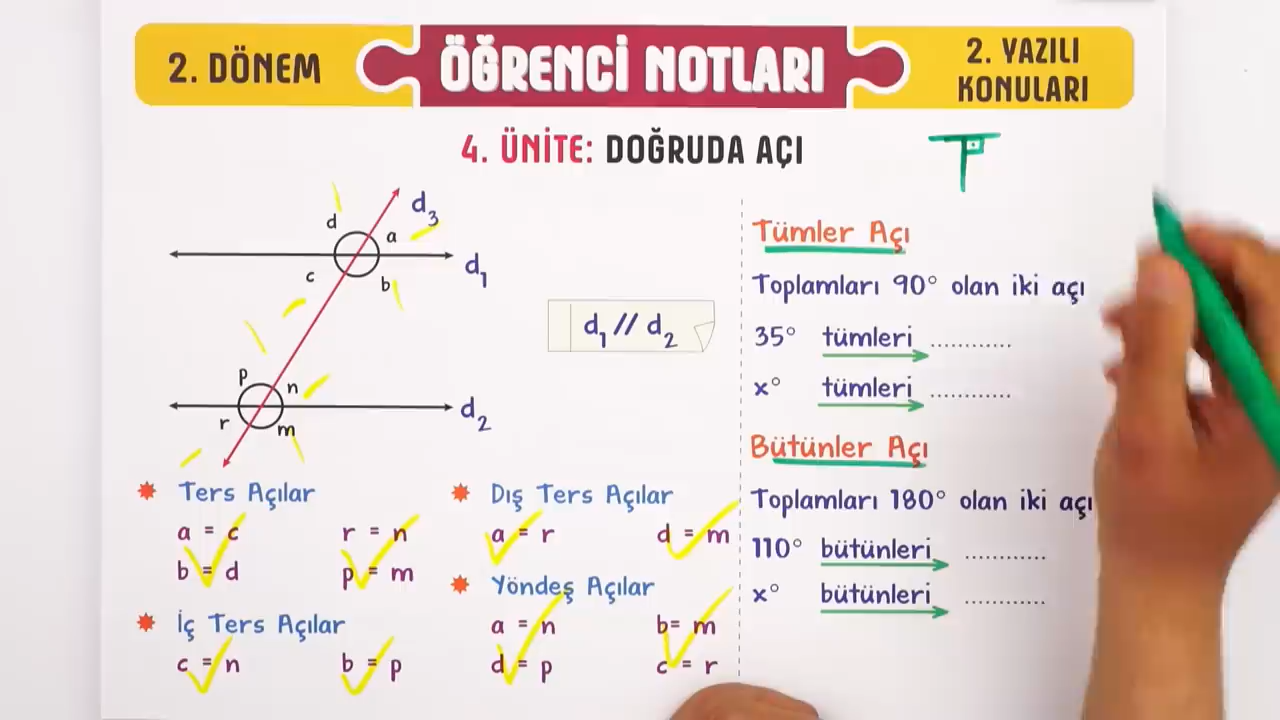 2. DÖNEM
ÖĞRENCİ NOTLARI
2. YAZILI
KONULARI
4. ÜNİTE: DOĞRUDA AÇI
T
d
a
d3
c
b
d1
p
n
r
m
d2
d1 // d2
Ters Açılar
a = c
r = n
b = d
p = m
İç Ters Açılar
c = n
b = p
Dış Ters Açılar
a = r
d = m
Yöndeş Açılar
a = n
b= m
d = p
c = r
Tümler Açı
Toplamları 90° olan iki açı
35° tümleri ............
x° tümleri ............
Bütünler Açı
Toplamları 180° olan iki açı
110° bütünleri ............
x° bütünleri ............